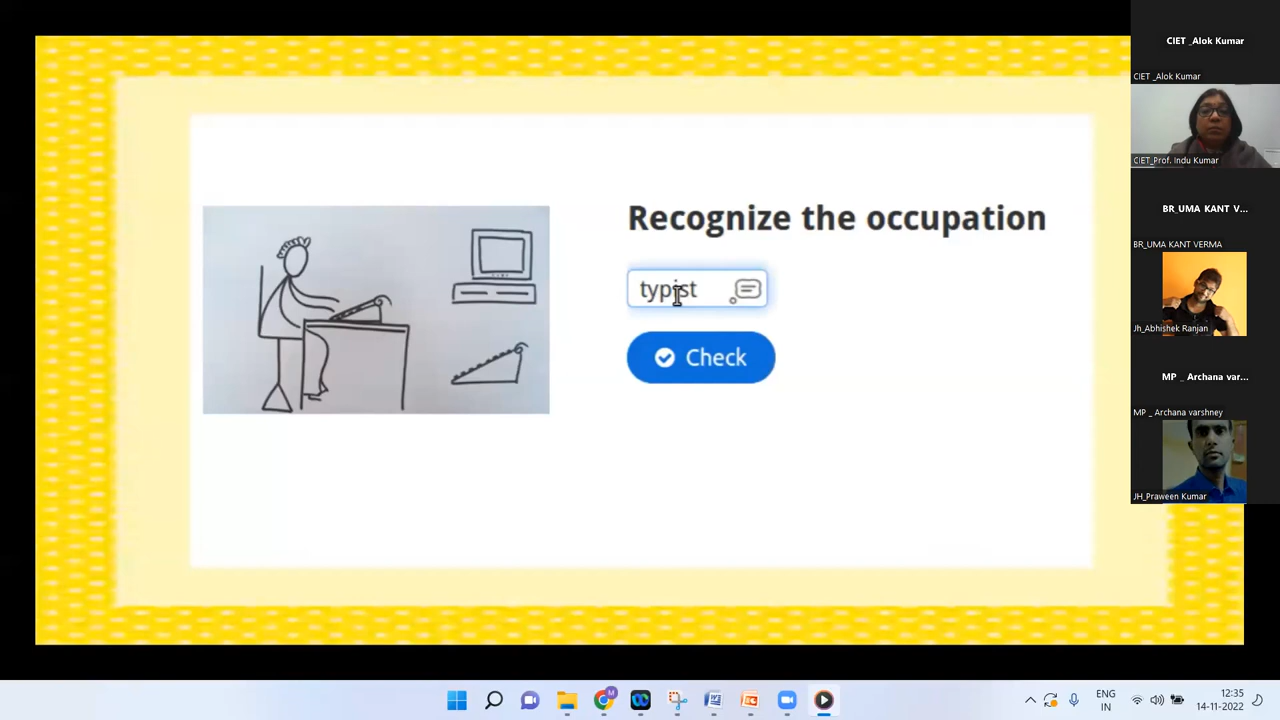 CIET _Alok Kumar
CIET _Alok Kumar
CIET_Prof. Indu Kumar
BR_UMA KANT V...
BR_UMA KANT VERMA
Jh_Abhishek Ranjan
MP _ Archana var...
MP _ Archana varshney
JH_Praween Kumar
Recognize the occupation
typist
Check
M
ENG
IN
12:35
14-11-2022